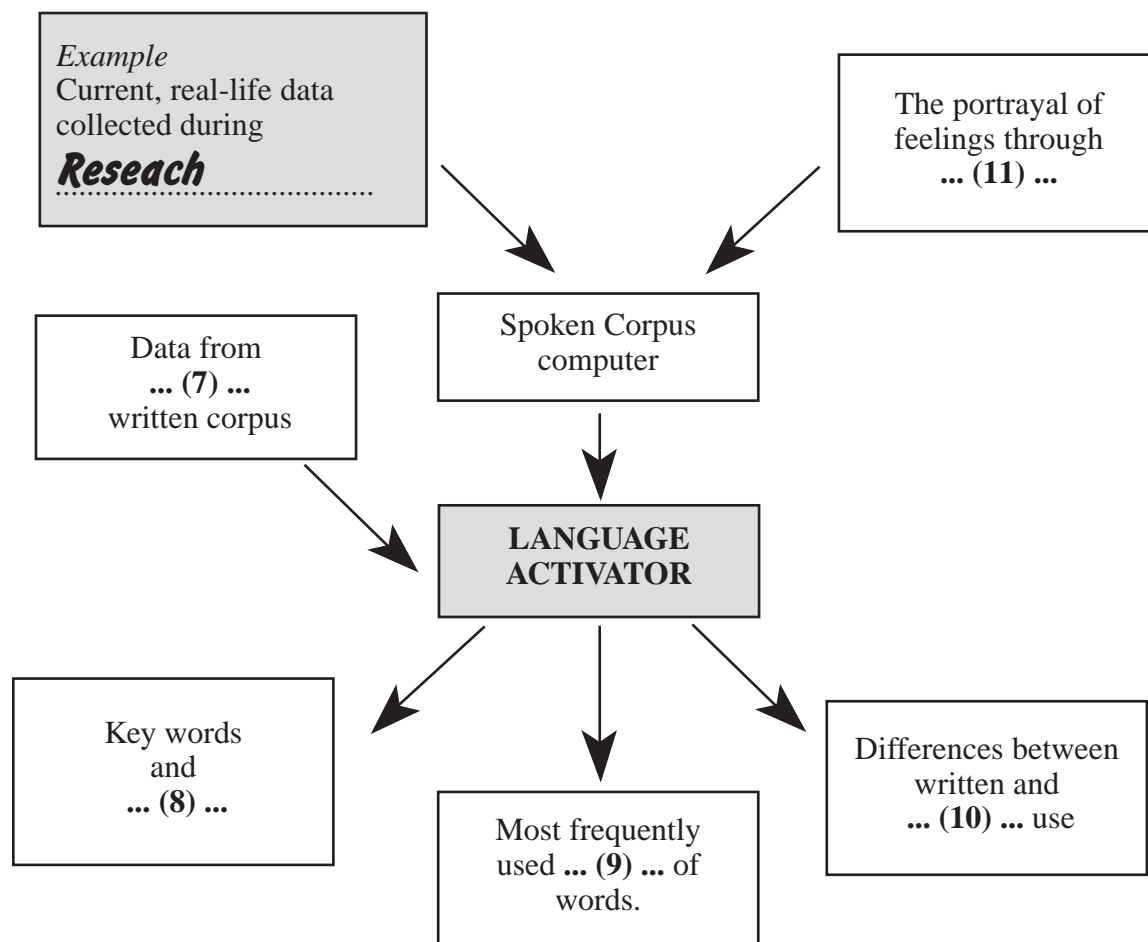 Example
Current, real-life data
collected during
Reseach
The portrayal of
feelings through
... (11) ...
Spoken Corpus
computer
Data from
... (7) ...
written corpus
LANGUAGE
ACTIVATOR
Key words
and
... (8) ...
Most frequently
used ... (9) ... of
words.
Differences between
written and
... (10) ... use